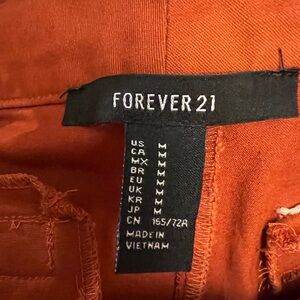 FOREVER 21
US M
CA M
MX M
BR M
EU M
UK M
KR M
JP M
CN 165/72A
MADE IN
VIETNAM